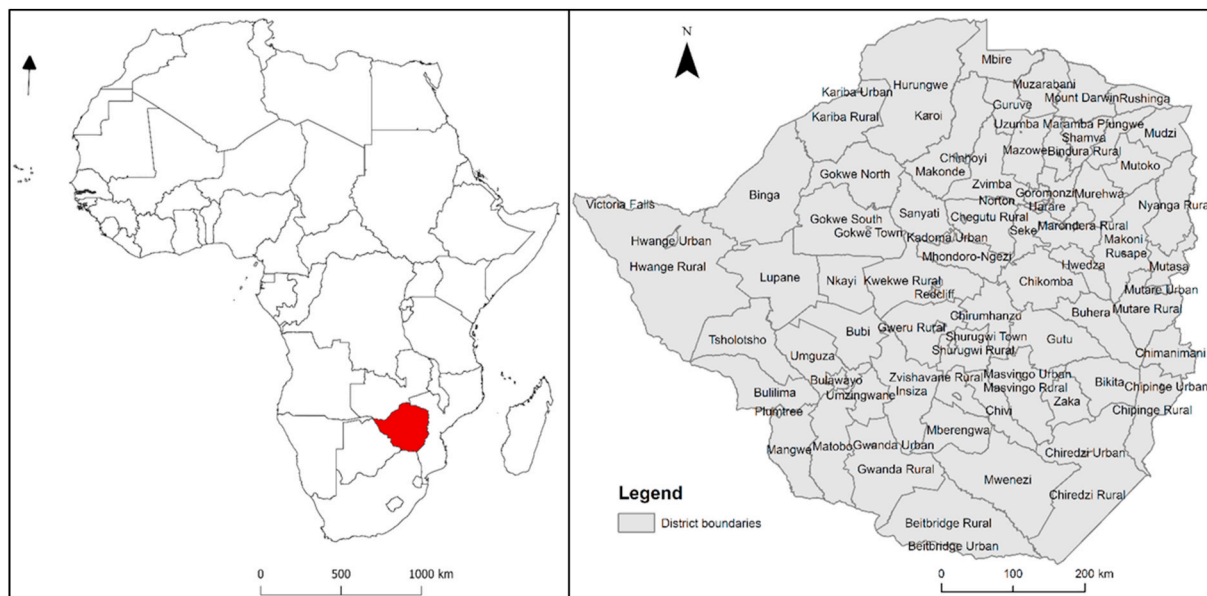 0 500 1000 km
N
Mbire
Hurungwe
Muzarabani
Kariba Urban
Mount Darwin Rushinga
Guruve
Kariba Rural
Karoi
Uzumba Maramba Pfungwe
Shamva
Mudzi
Mazowe Bindura Rural
Chinhoyi
Mutoko
Makonde
Gokwe North
Zvimba
Goromonzi Murehwa
Binga
Norton
Harare
Victoria Falls
Nyanga Rural
Gokwe South
Sanyati
Chegutu Rural
Marondera Rural
Gokwe Town
Seke
Hwange Urban
Kadoma Urban
Makoni
Rusape
Mhondoro-Ngezi
Hwedza
Mutasa
Hwange Rural
Lupane
Nkayi
Kwekwe Rural
Chikomba
Redcliff
Mutare Urban
Chirumhanzu
Buhera
Mutare Rural
Bubi
Gweru Rural
Tsholotsho
Shurugwi Town
Gutu
Umguza
Shurugwi Rural
Chimanimani
Bulawayo
Zvishavane Rural
Masvingo Urban
Bikita
Chipinge Urban
Bulilima
Umzingwane
Insiza
Masvingo Rural
Zaka
Plumtree
Chivi
Chipinge Rural
Mberengwa
Mangwe
Matobo
Gwanda Urban
Chiredzi Urban
Gwanda Rural
Mwenezi
Legend
Chiredzi Rural
District boundaries
Beitbridge Rural
Beitbridge Urban
0 100 200 km